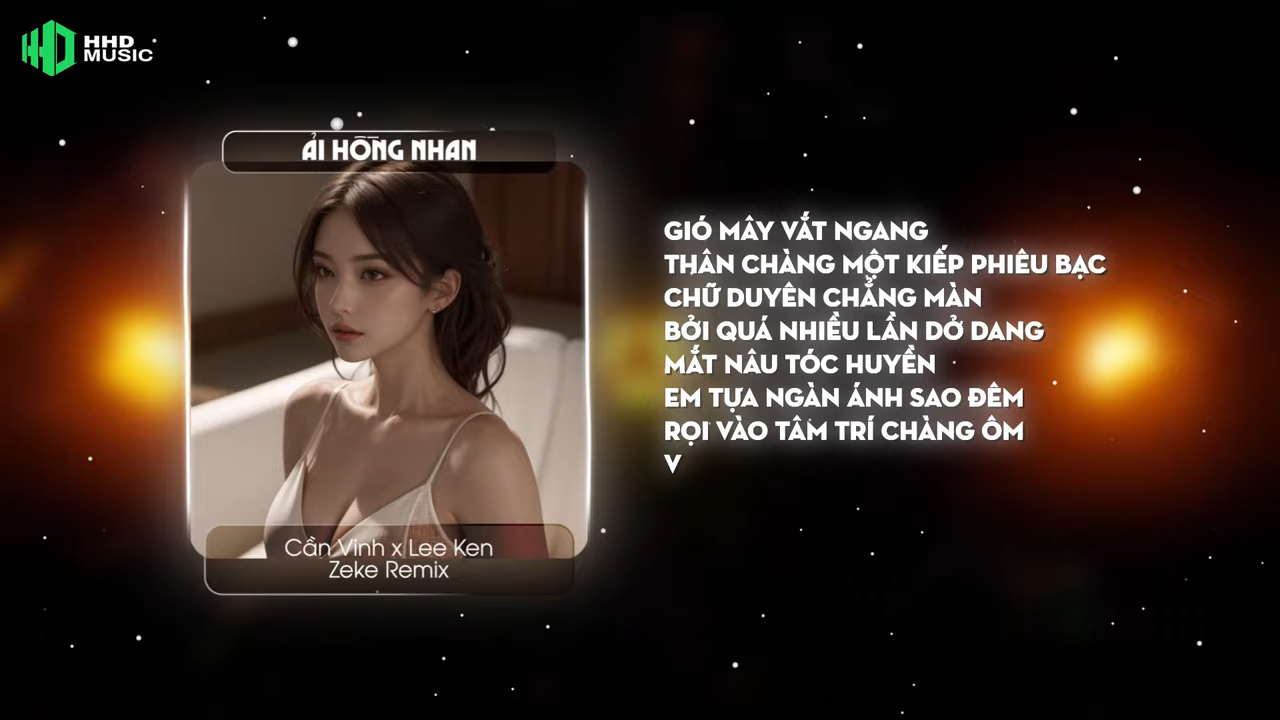 HHD
MUSIC
ẢI HỒNG NHAN
GIÓ MÂY VẮT NGANG
THÂN CHÀNG MỘT KIẾP PHIÊU BẠC
CHỮ DUYÊN CHẲNG MÀN
BỞI QUÁ NHIỀU LẦN DỞ DANG
MẮT NÂU TÓC HUYỀN
EM TỰA NGÀN ÁNH SAO ĐÊM
RỌI VÀO TÂM TRÍ CHÀNG ÔM
V
Cần Vinh x Lee Ken
Zeke Remix